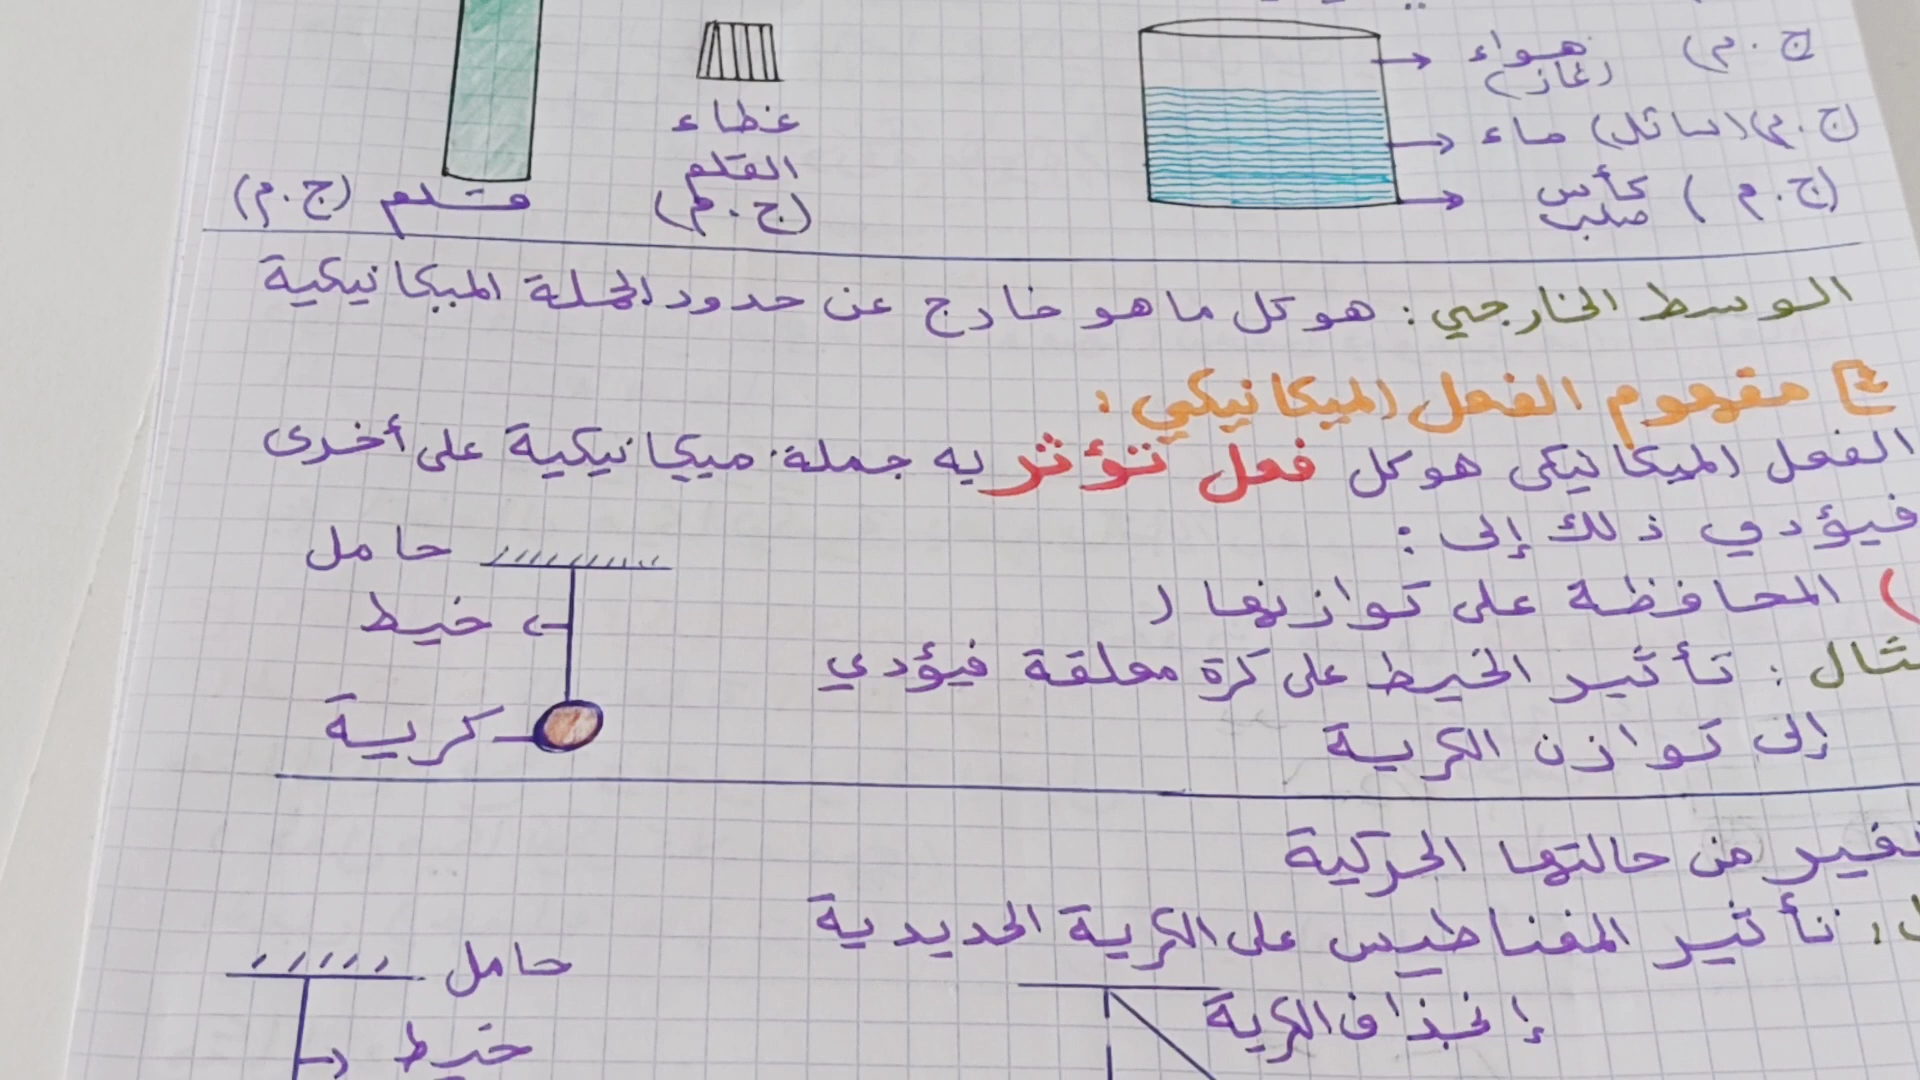 هواء (ج.م)
(غاز)
ماء (سائل) (ج.م)
كأس (ج.م)
صلب
غطاء
القلم
(ج.م)
قلم (ج.م)
الوسط الخارجي: هو كل ما هو خارج عن حدود الجملة الميكانيكية
2 مفهوم الفعل الميكانيكي:
الفعل الميكانيكي هو كل فعل تؤثر به جملة ميكانيكية على أخرى
فيؤدي ذلك إلى:
) المحافظة على توازنها (
مثال: تأثير الخيط على كرة معلقة فيؤدي
إلى توازن الكرية
حامل
خيط
كرية
تغير من حالتها الحركية
تأثير المغناطيس على الكرية الحديدية
إنجذاف الكرية
حامل
خيط